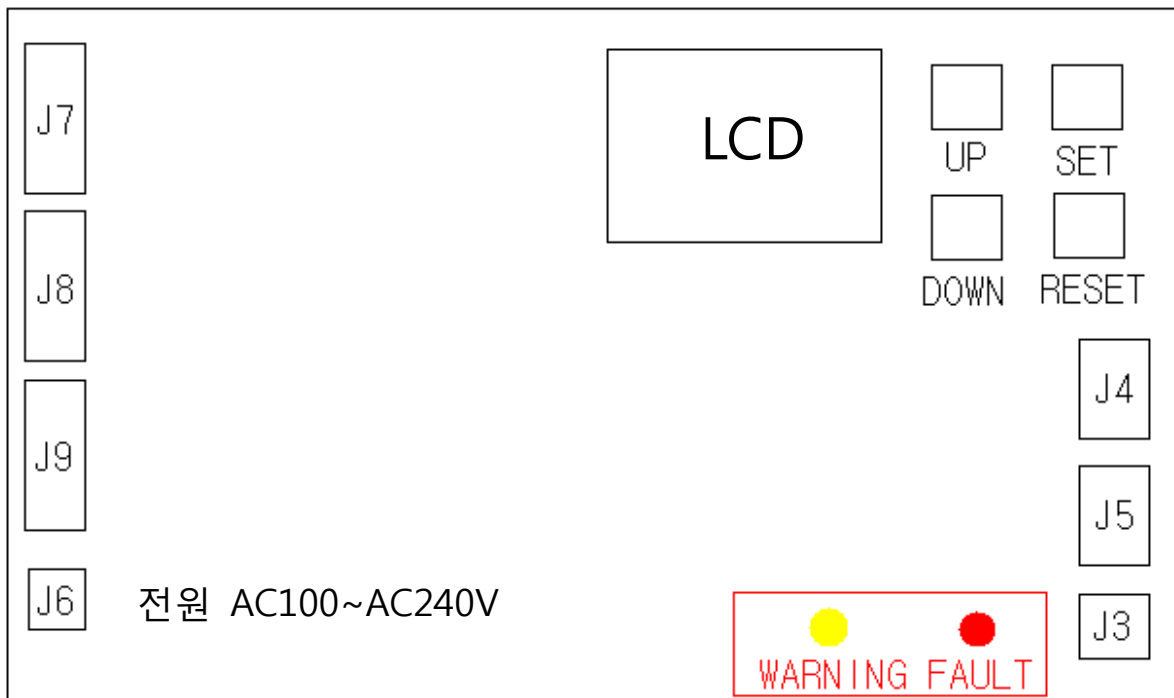 J7
LCD
UP SET
J8
DOWN RESET
J4
J9
J5
J6
전원 AC100~AC240V
J3
WARNING FAULT